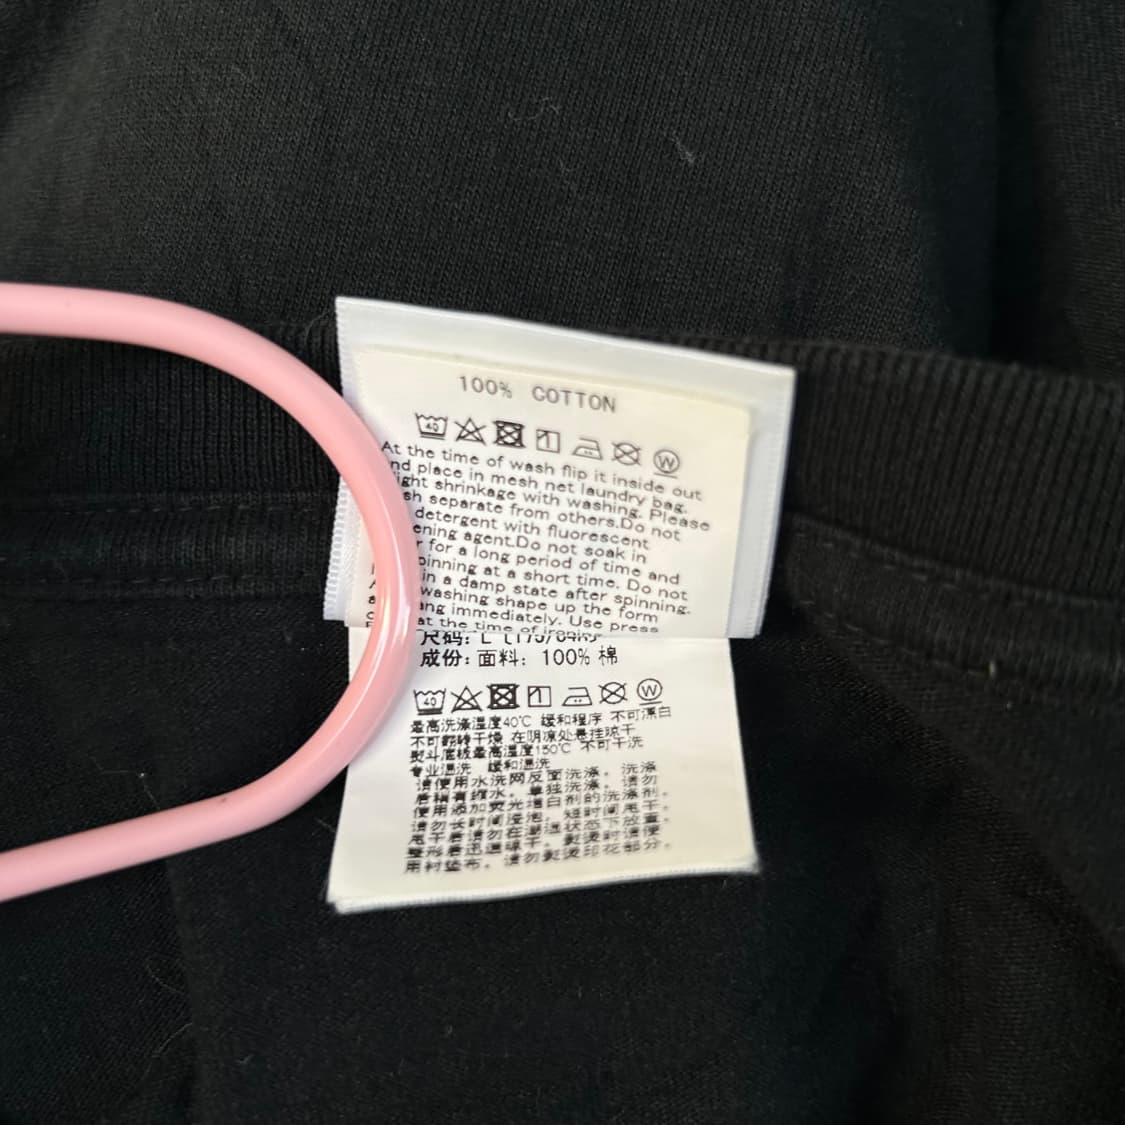 100% COTTON
40 W
At the time of wash flip it inside out
nd place in mesh net laundry bag.
ight shrinkage with washing. Please
sh separate from others.Do not
detergent with fluorescent
ening agent.Do not soak in
r for a long period of time and
pinning at a short time. Do not
in a damp state after spinning.
washing shape up the form
ang immediately. Use press
at the time of ironing
尺码: L
成份: 面料: 100% 棉
40 W
最高洗涤温度40℃ 缓和程序 不可漂白
不可翻转干燥 在阴凉处悬挂晾干
熨斗底板最高温度150℃ 不可干洗
专业湿洗 缓和湿洗
请使用水洗网反面洗涤。洗涤
后稍有缩水。单独洗涤。请勿
使用添加荧光增白剂的洗涤剂。
请勿长时间浸泡，短时间甩干。
甩干后请勿在潮湿状态下放置。
整形后迅速晾干。熨烫时请使
用衬垫布。请勿熨烫印花部分。